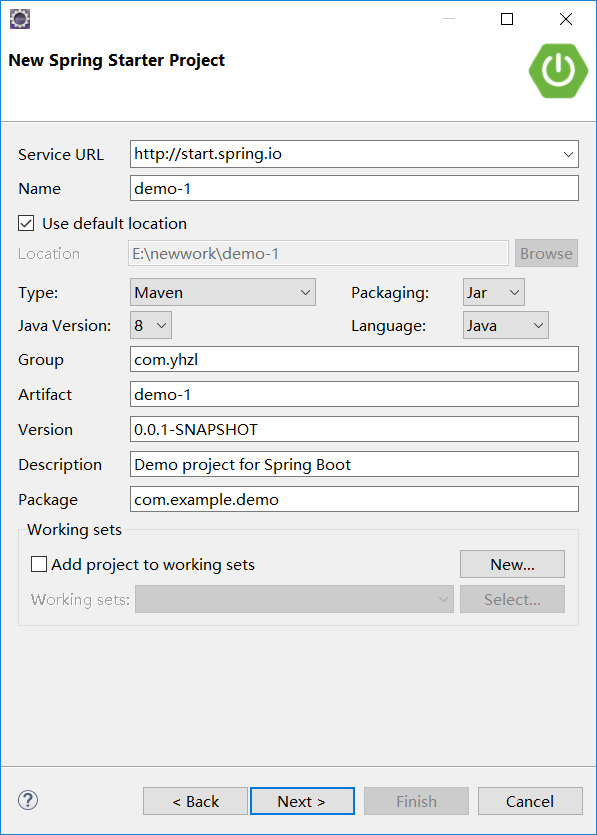 New Spring Starter Project
Service URL http://start.spring.io
Name demo-1
Use default location
Location E:\newwork\demo-1 Browse
Type: Maven Packaging: Jar
Java Version: 8 Language: Java
Group com.yhzl
Artifact demo-1
Version 0.0.1-SNAPSHOT
Description Demo project for Spring Boot
Package com.example.demo
Working sets
Add project to working sets New...
Working sets: Select...
? < Back Next > Finish Cancel